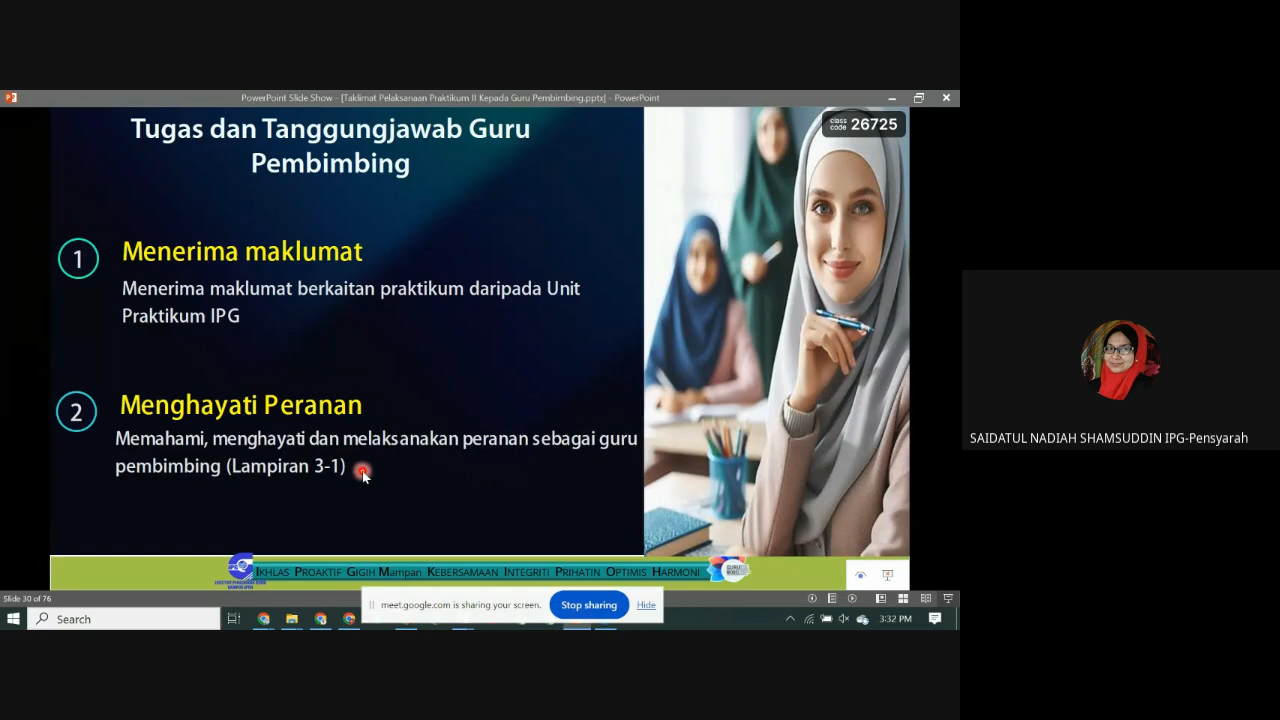 PowerPoint Slide Show - [Taklimat Pelaksanaan Praktikum II Kepada Guru Pembimbing.pptx] - PowerPoint
Tugas dan Tanggungjawab Guru
Pembimbing
class code 26725
1
Menerima maklumat
Menerima maklumat berkaitan praktikum daripada Unit
Praktikum IPG
2
Menghayati Peranan
Memahami, menghayati dan melaksanakan peranan sebagai guru
pembimbing (Lampiran 3-1)
SAIDATUL NADIAH SHAMSUDDIN IPG-Pensyarah
IKHLAS PROAKTIF GIGIH Mampan KEBERSAMAAN INTEGRITI PRIHATIN OPTIMIS HARMONI
Slide 30 of 76
meet.google.com is sharing your screen.
Stop sharing
Hide
Search
3:32 PM